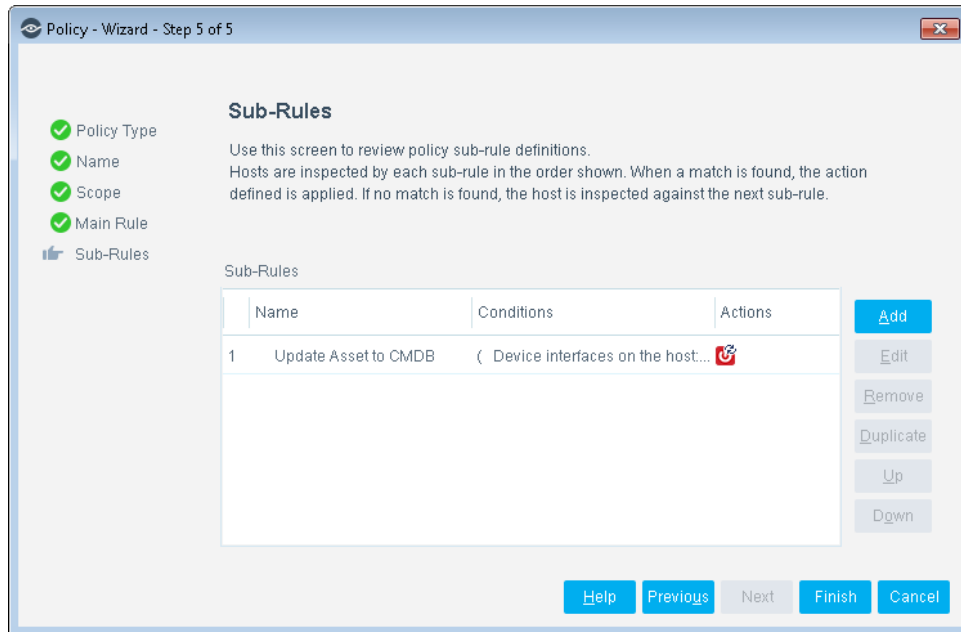 Policy - Wizard - Step 5 of 5
Policy Type
Name
Scope
Main Rule
Sub-Rules
Sub-Rules
Use this screen to review policy sub-rule definitions.
Hosts are inspected by each sub-rule in the order shown. When a match is found, the action
defined is applied. If no match is found, the host is inspected against the next sub-rule.
Sub-Rules
Name Conditions Actions
1 Update Asset to CMDB ( Device interfaces on the host:...
Add
Edit
Remove
Duplicate
Up
Down
Help Previous Next Finish Cancel